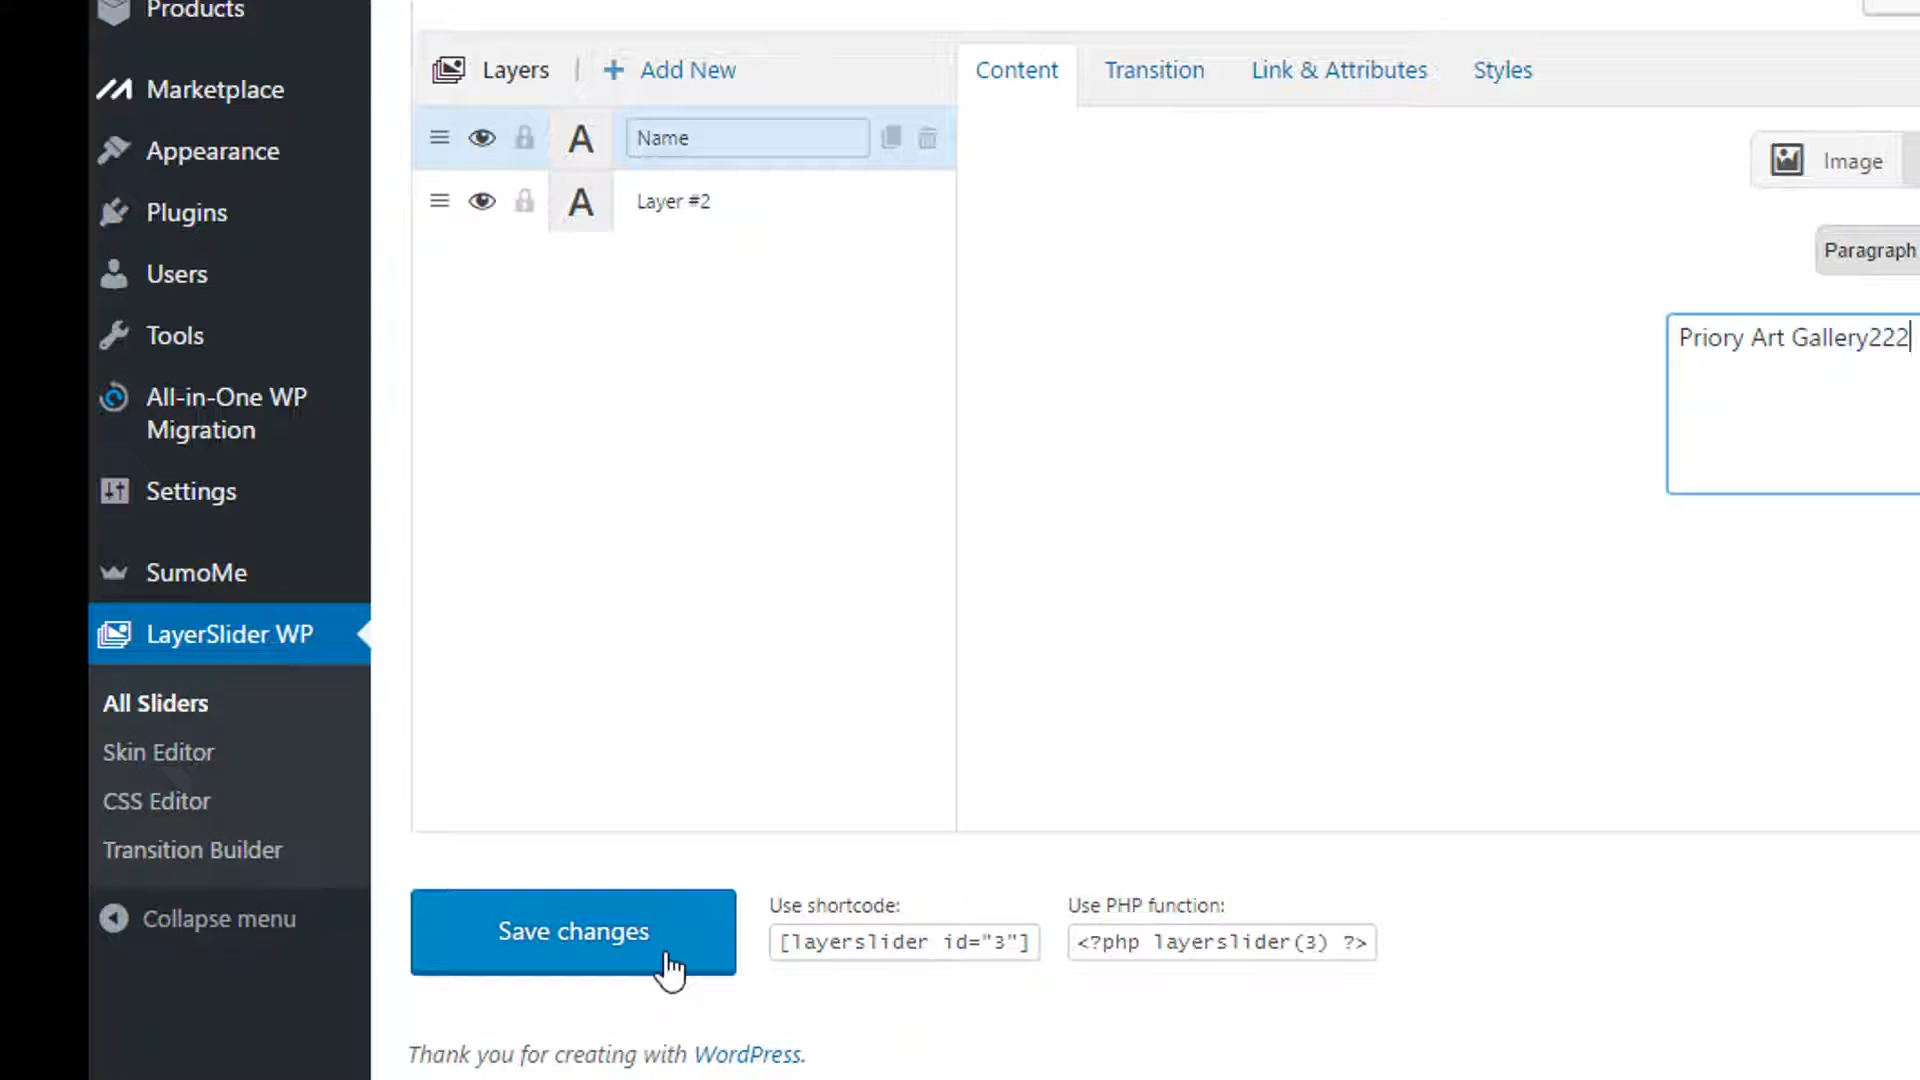 Products
Marketplace
Appearance
Plugins
Users
Tools
All-in-One WP
Migration
Settings
SumoMe
LayerSlider WP
All Sliders
Skin Editor
CSS Editor
Transition Builder
Collapse menu
Layers
Add New
Name
Layer #2
A
A
Content
Transition
Link & Attributes
Styles
Image
Paragraph
Priory Art Gallery222
Save changes
Use shortcode:
[layerslider id="3"]
Use PHP function:
<?php layerslider(3) ?>
Thank you for creating with WordPress.